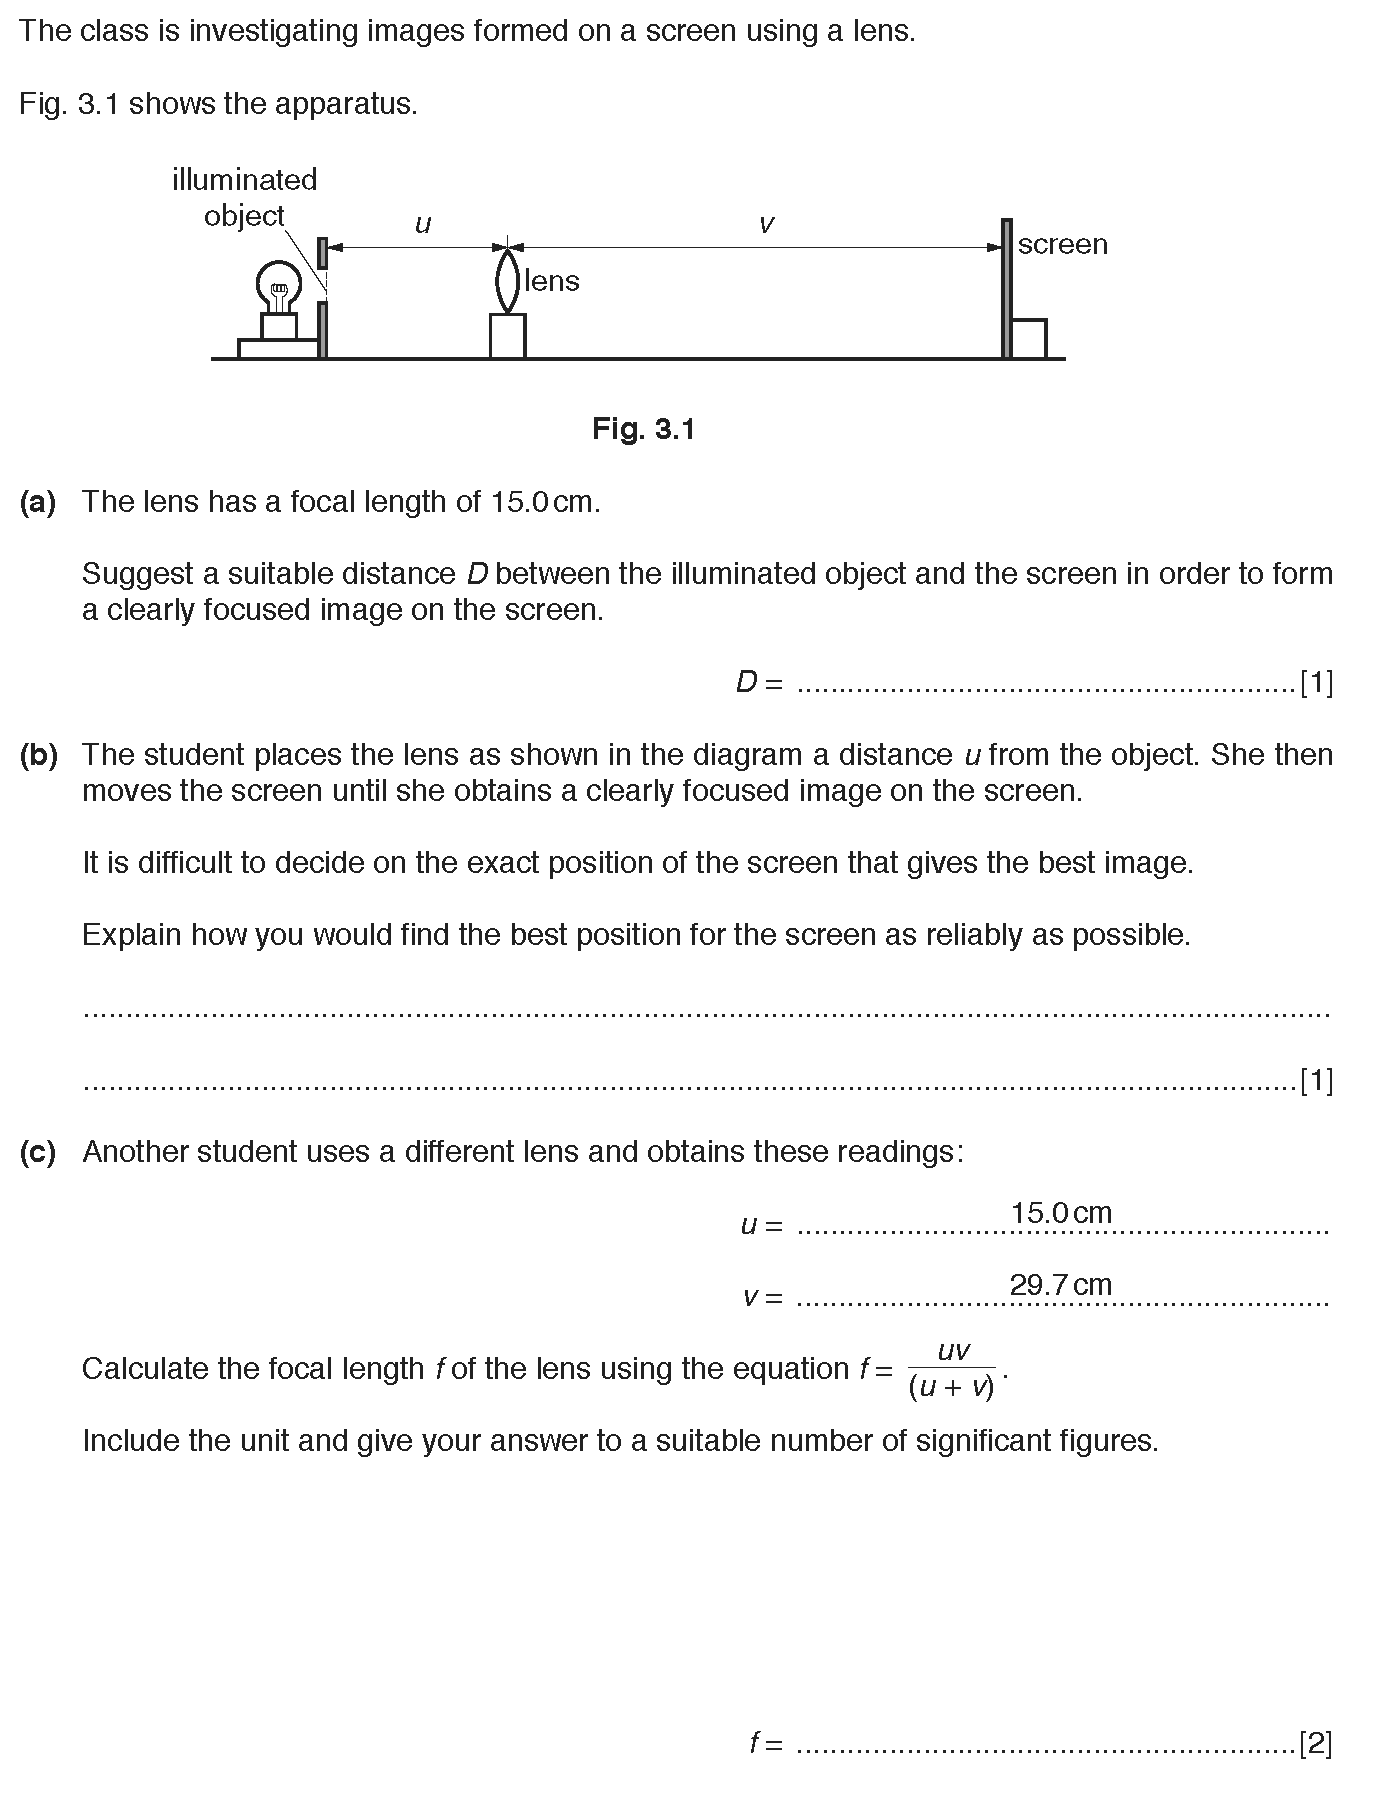 The class is investigating images formed on a screen using a lens.
Fig. 3.1 shows the apparatus.
illuminated
object
u
v
screen
lens
Fig. 3.1
(a) The lens has a focal length of 15.0 cm.
Suggest a suitable distance D between the illuminated object and the screen in order to form
a clearly focused image on the screen.
D = ............................................................[1]
(b) The student places the lens as shown in the diagram a distance u from the object. She then
moves the screen until she obtains a clearly focused image on the screen.
It is difficult to decide on the exact position of the screen that gives the best image.
Explain how you would find the best position for the screen as reliably as possible.
....................................................................................................................................................
................................................................................................................................................[1]
(c) Another student uses a different lens and obtains these readings:
u = ......................... 15.0 cm .........................
v = ......................... 29.7 cm .........................
Calculate the focal length f of the lens using the equation f = uv / (u + v).
Include the unit and give your answer to a suitable number of significant figures.
f = ............................................................[2]